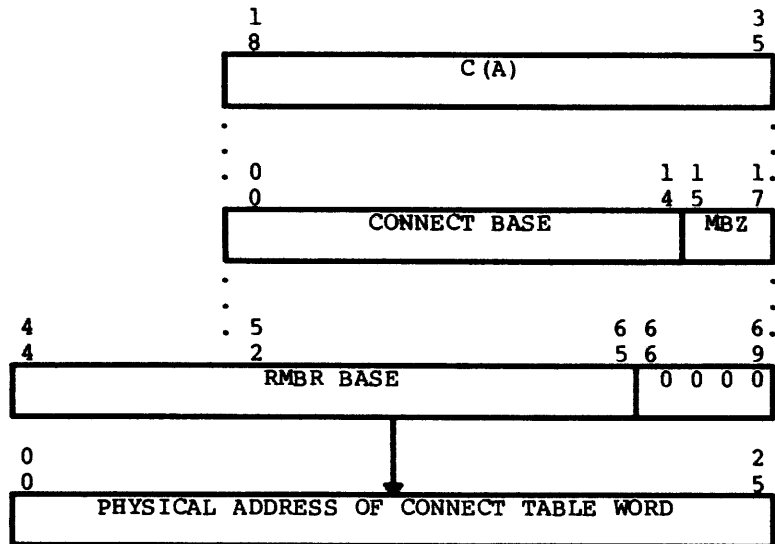 1 3
8 5
C(A)
0 1 1 1
0 4 5 7
CONNECT BASE MBZ
4 5 6 6 6
4 2 5 6 9
RMBR BASE 0 0 0 0
0 2
0 5
PHYSICAL ADDRESS OF CONNECT TABLE WORD